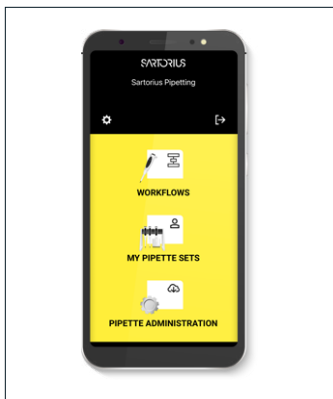 SARTORIUS
Sartorius Pipetting
WORKFLOWS
MY PIPETTE SETS
PIPETTE ADMINISTRATION